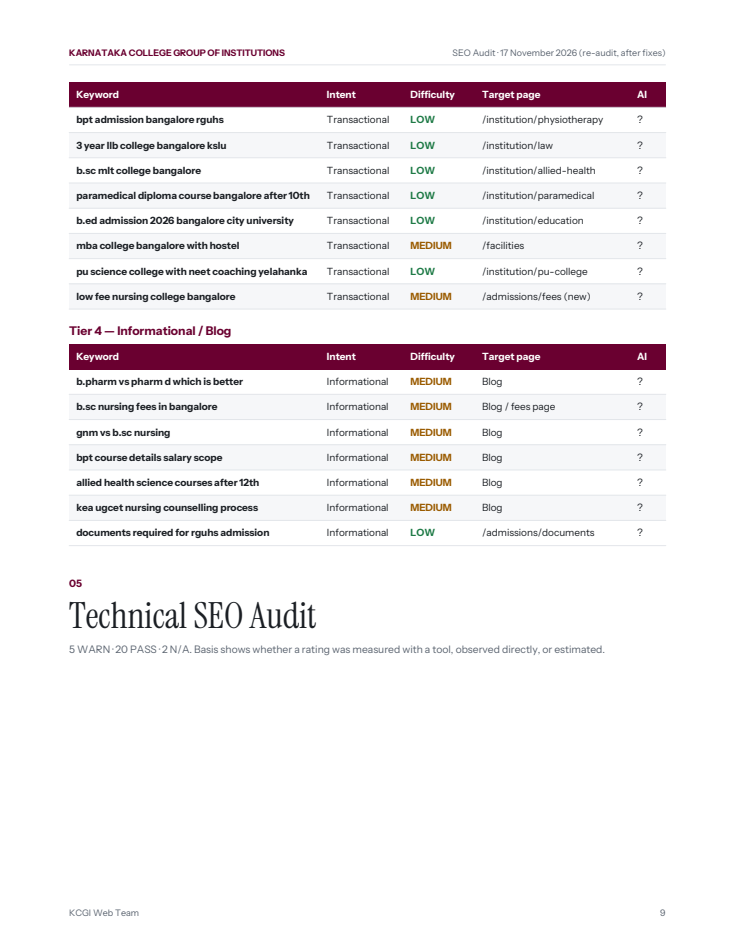 KARNATAKA COLLEGE GROUP OF INSTITUTIONS SEO Audit · 17 November 2026 (re-audit, after fixes)
Keyword Intent Difficulty Target page AI
bpt admission bangalore rguhs Transactional LOW /institution/physiotherapy ?
3 year llb college bangalore kslu Transactional LOW /institution/law ?
b.sc mlt college bangalore Transactional LOW /institution/allied-health ?
paramedical diploma course bangalore after 10th Transactional LOW /institution/paramedical ?
b.ed admission 2026 bangalore city university Transactional LOW /institution/education ?
mba college bangalore with hostel Transactional MEDIUM /facilities ?
pu science college with neet coaching yelahanka Transactional LOW /institution/pu-college ?
low fee nursing college bangalore Transactional MEDIUM /admissions/fees (new) ?
Tier 4 — Informational / Blog
Keyword Intent Difficulty Target page AI
b.pharm vs pharm d which is better Informational MEDIUM Blog ?
b.sc nursing fees in bangalore Informational MEDIUM Blog / fees page ?
gnm vs b.sc nursing Informational MEDIUM Blog ?
bpt course details salary scope Informational MEDIUM Blog ?
allied health science courses after 12th Informational MEDIUM Blog ?
kea ugcet nursing counselling process Informational MEDIUM Blog ?
documents required for rguhs admission Informational LOW /admissions/documents ?
05
Technical SEO Audit
5 WARN · 20 PASS · 2 N/A. Basis shows whether a rating was measured with a tool, observed directly, or estimated.
KCGI Web Team 9